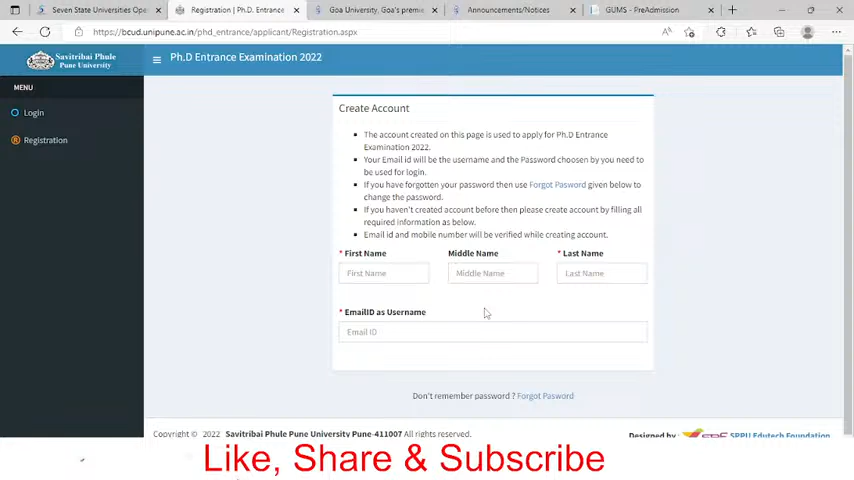 Seven State Universities Ope
Registration | Ph.D. Entrance
Goa University, Goa's premie
Announcements/Notices
GUMS - PreAdmission
https://bcud.unipune.ac.in/phd_entrance/applicant/Registration.aspx
Savitribai Phule
Pune University
Ph.D Entrance Examination 2022
MENU
Login
Registration
Create Account
The account created on this page is used to apply for Ph.D Entrance
Examination 2022.
Your Email id will be the username and the Password choosen by you need to
be used for login.
If you have forgotten your password then use Forgot Pasword given below to
change the password.
If you haven't created account before then please create account by filling all
required information as below.
Email id and mobile number will be verified while creating account.
* First Name Middle Name * Last Name
First Name Middle Name Last Name
* EmailID as Username
Email ID
Don't remember password ? Forgot Pasword
Copyright © 2022 Savitribai Phule Pune University Pune-411007 All rights reserved.
Designed by : SPPU Edutech Foundation
Like, Share & Subscribe